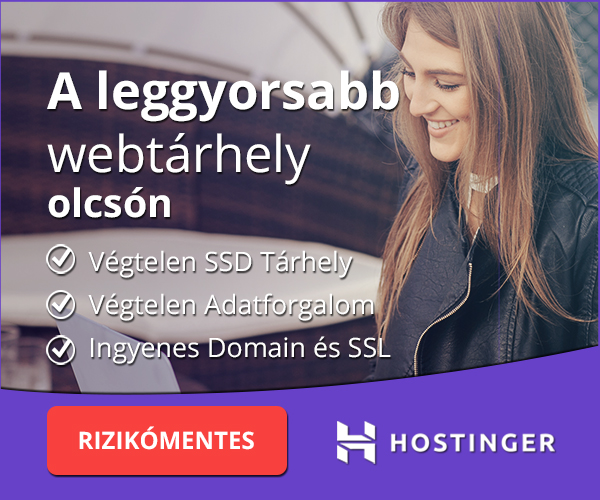 A leggyorsabb
webtárhely
olcsón
Végtelen SSD Tárhely
Végtelen Adatforgalom
Ingyenes Domain és SSL
RIZIKÓMENTES
HOSTINGER